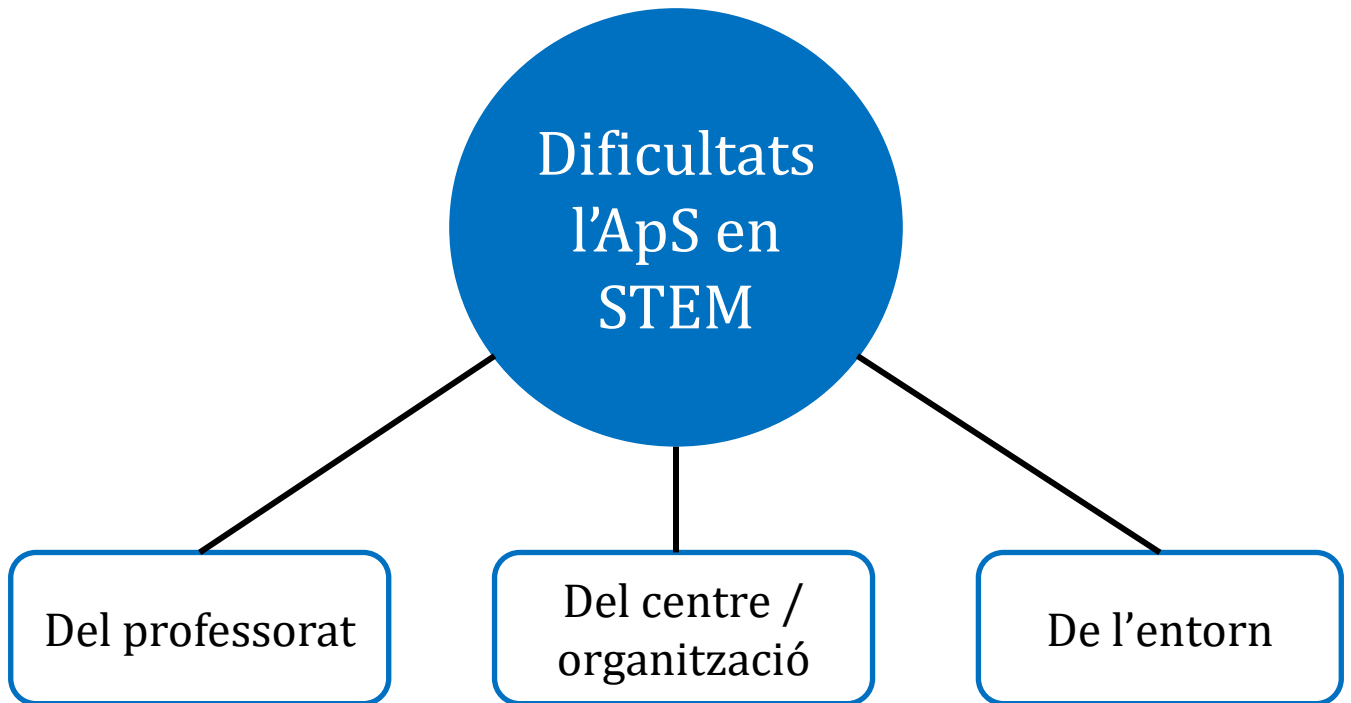 Dificultats
l’ApS en
STEM
Del professorat
Del centre /
organització
De l’entorn